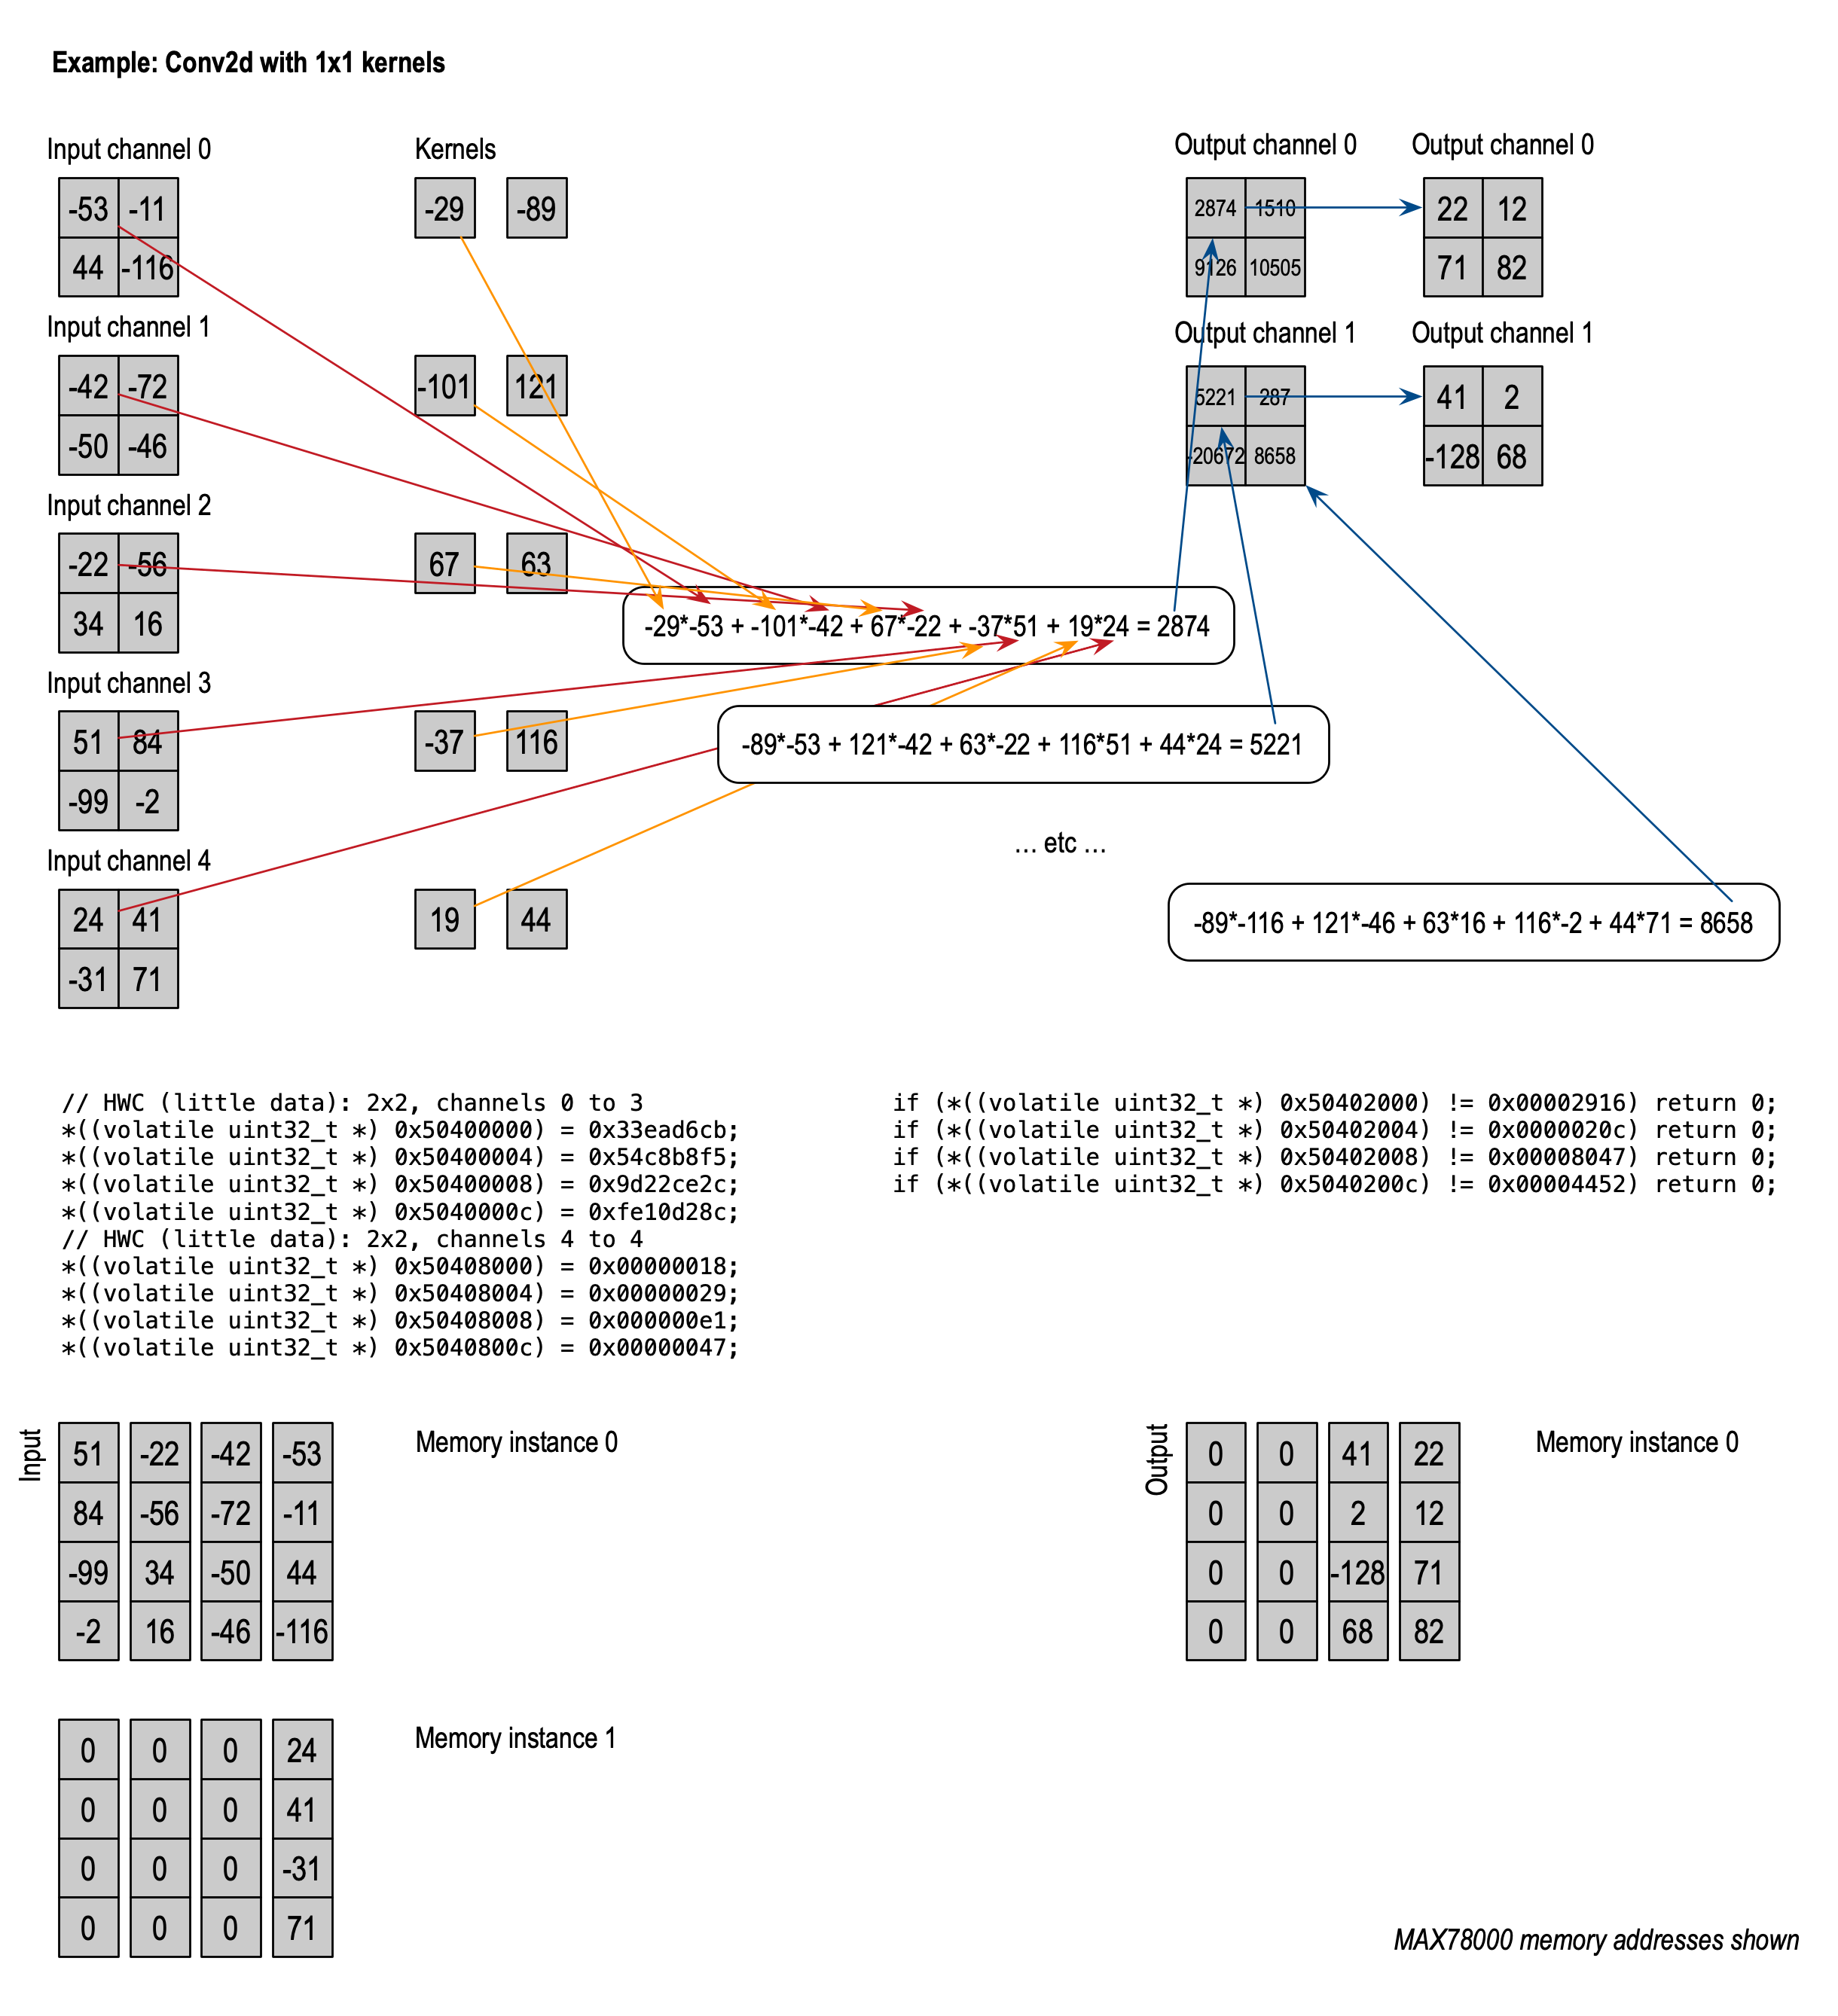 Example: Conv2d with 1x1 kernels
Input channel 0
Kernels
Output channel 0
Output channel 0
-53 -11
-29 -89
2874 1510
22 12
44 -116
9126 10505
71 82
Input channel 1
Output channel 1
Output channel 1
-42 -72
-101 121
5221 287
41 2
-50 -46
-20672 8658
-128 68
Input channel 2
-22 -56
67 63
34 16
-29*-53 + -101*-42 + 67*-22 + -37*51 + 19*24 = 2874
Input channel 3
51 84
-37 116
-89*-53 + 121*-42 + 63*-22 + 116*51 + 44*24 = 5221
-99 -2
... etc ...
Input channel 4
24 41
19 44
-89*-116 + 121*-46 + 63*16 + 116*-2 + 44*71 = 8658
-31 71
// HWC (little data): 2x2, channels 0 to 3
*((volatile uint32_t *) 0x50400000) = 0x33ead6cb;
*((volatile uint32_t *) 0x50400004) = 0x54c8b8f5;
*((volatile uint32_t *) 0x50400008) = 0x9d22ce2c;
*((volatile uint32_t *) 0x5040000c) = 0xfe10d28c;
// HWC (little data): 2x2, channels 4 to 4
*((volatile uint32_t *) 0x50408000) = 0x00000018;
*((volatile uint32_t *) 0x50408004) = 0x00000029;
*((volatile uint32_t *) 0x50408008) = 0x000000e1;
*((volatile uint32_t *) 0x5040800c) = 0x00000047;
if (*((volatile uint32_t *) 0x50402000) != 0x00002916) return 0;
if (*((volatile uint32_t *) 0x50402004) != 0x0000020c) return 0;
if (*((volatile uint32_t *) 0x50402008) != 0x00008047) return 0;
if (*((volatile uint32_t *) 0x5040200c) != 0x00004452) return 0;
Input
51 -22 -42 -53
84 -56 -72 -11
-99 34 -50 44
-2 16 -46 -116
Memory instance 0
Output
0 0 41 22
0 0 2 12
0 0 -128 71
0 0 68 82
Memory instance 0
0 0 0 24
0 0 0 41
0 0 0 -31
0 0 0 71
Memory instance 1
MAX78000 memory addresses shown